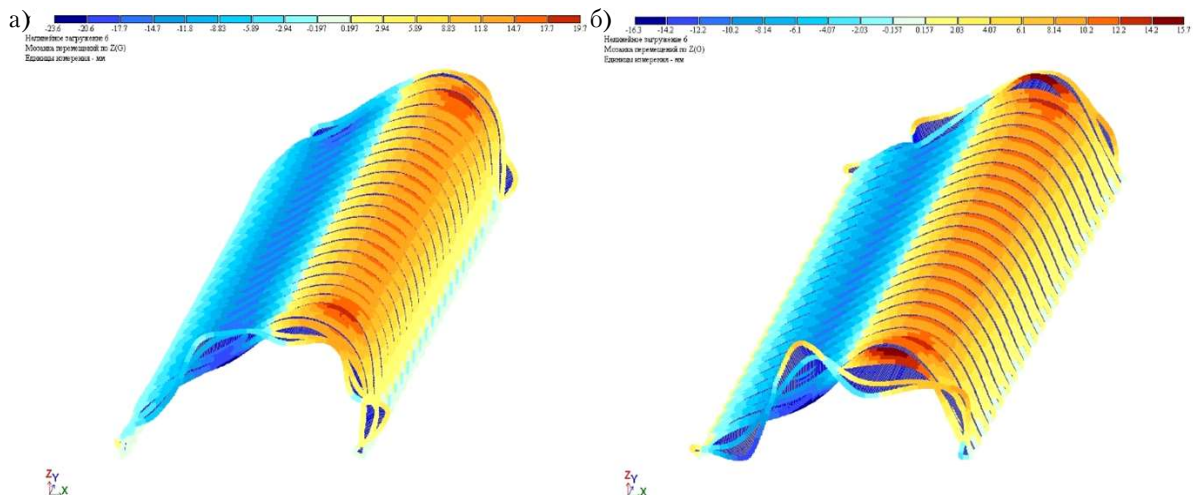 а)
-23.6 -20.6 -17.7 -14.7 -11.8 -8.83 -5.89 -2.94 -0.197 0.197 2.94 5.89 8.83 11.8 14.7 17.7 19.7
Нелинейное загружение 6
Мозаика перемещений по Z(G)
Единицы измерения - мм
Z
Y
X
б)
-16.3 -14.2 -12.2 -10.2 -8.14 -6.1 -4.07 -2.03 -0.157 0.157 2.03 4.07 6.1 8.14 10.2 12.2 14.2 15.7
Нелинейное загружение 6
Мозаика перемещений по Z(G)
Единицы измерения - мм
Z
Y
X